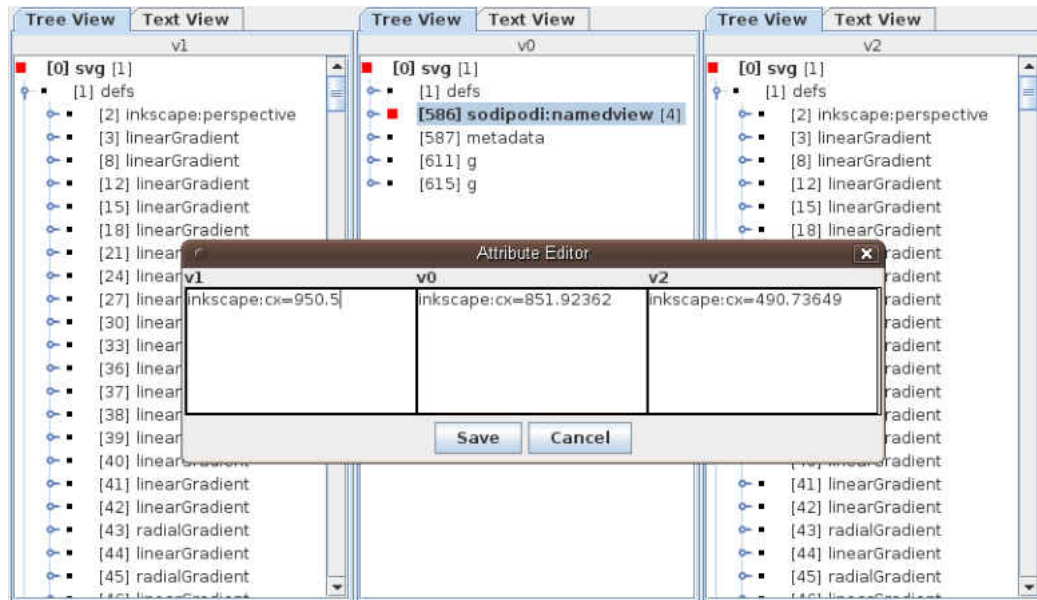 Tree View Text View
v1
[0] svg [1]
[1] defs
[2] inkscape:perspective
[3] linearGradient
[8] linearGradient
[12] linearGradient
[15] linearGradient
[18] linearGradient
[21] linear
[24] linear
[27] linear
[30] linear
[33] linear
[36] linear
[37] linear
[38] linear
[39] linear
[40] linear
[41] linearGradient
[42] linearGradient
[43] radialGradient
[44] linearGradient
[45] radialGradient
Tree View Text View
v0
[0] svg [1]
[1] defs
[586] sodipodi:namedview [4]
[587] metadata
[611] g
[615] g
Tree View Text View
v2
[0] svg [1]
[1] defs
[2] inkscape:perspective
[3] linearGradient
[8] linearGradient
[12] linearGradient
[15] linearGradient
[18] linearGradient
radient
radient
radient
radient
radient
radient
radient
radient
radient
radient
[41] linearGradient
[42] linearGradient
[43] radialGradient
[44] linearGradient
[45] radialGradient
Attribute Editor
v1 v0 v2
inkscape:cx=950.5 inkscape:cx=851.92362 inkscape:cx=490.73649
Save Cancel